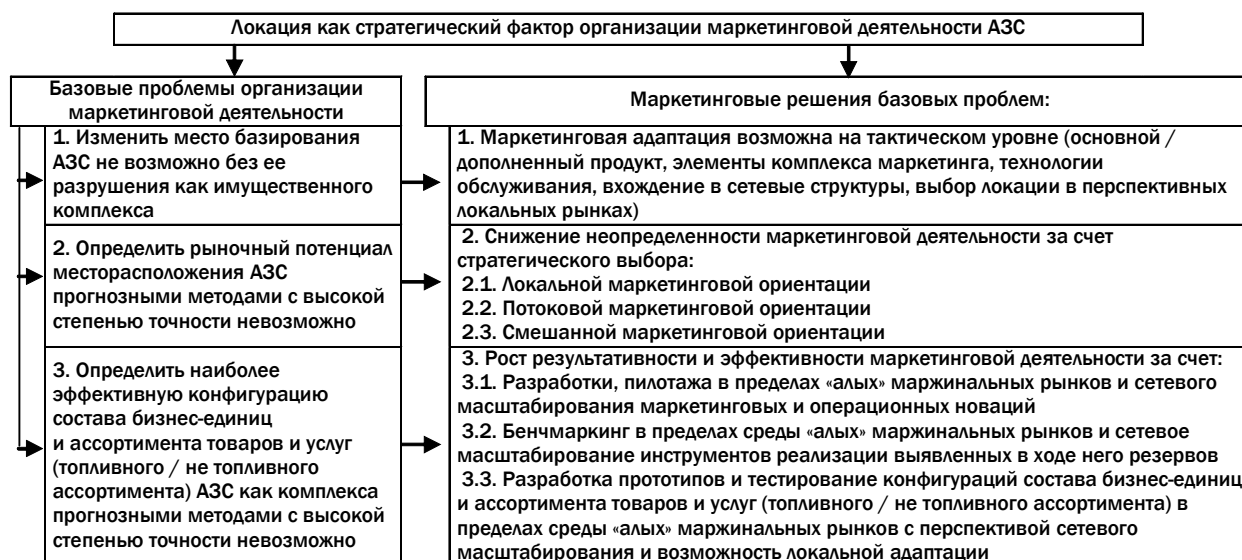 Локация как стратегический фактор организации маркетинговой деятельности АЗС
Базовые проблемы организации
маркетинговой деятельности
Маркетинговые решения базовых проблем:
1. Изменить место базирования
АЗС не возможно без ее
разрушения как имущественного
комплекса
1. Маркетинговая адаптация возможна на тактическом уровне (основной /
дополненный продукт, элементы комплекса маркетинга, технологии
обслуживания, вхождение в сетевые структуры, выбор локации в перспективных
локальных рынках)
2. Определить рыночный потенциал
месторасположения АЗС
прогнозными методами с высокой
степенью точности невозможно
2. Снижение неопределенности маркетинговой деятельности за счет
стратегического выбора:
2.1. Локальной маркетинговой ориентации
2.2. Потоковой маркетинговой ориентации
2.3. Смешанной маркетинговой ориентации
3. Определить наиболее
эффективную конфигурацию
состава бизнес-единиц
и ассортимента товаров и услуг
(топливного / не топливного
ассортимента) АЗС как комплекса
прогнозными методами с высокой
степенью точности невозможно
3. Рост результативности и эффективности маркетинговой деятельности за счет:
3.1. Разработки, пилотажа в пределах «алых» маржинальных рынков и сетевого
масштабирования маркетинговых и операционных новаций
3.2. Бенчмаркинг в пределах среды «алых» маржинальных рынков и сетевое
масштабирование инструментов реализации выявленных в ходе него резервов
3.3. Разработка прототипов и тестирование конфигураций состава бизнес-единиц
и ассортимента товаров и услуг (топливного / не топливного ассортимента) в
пределах среды «алых» маржинальных рынков с перспективой сетевого
масштабирования и возможность локальной адаптации